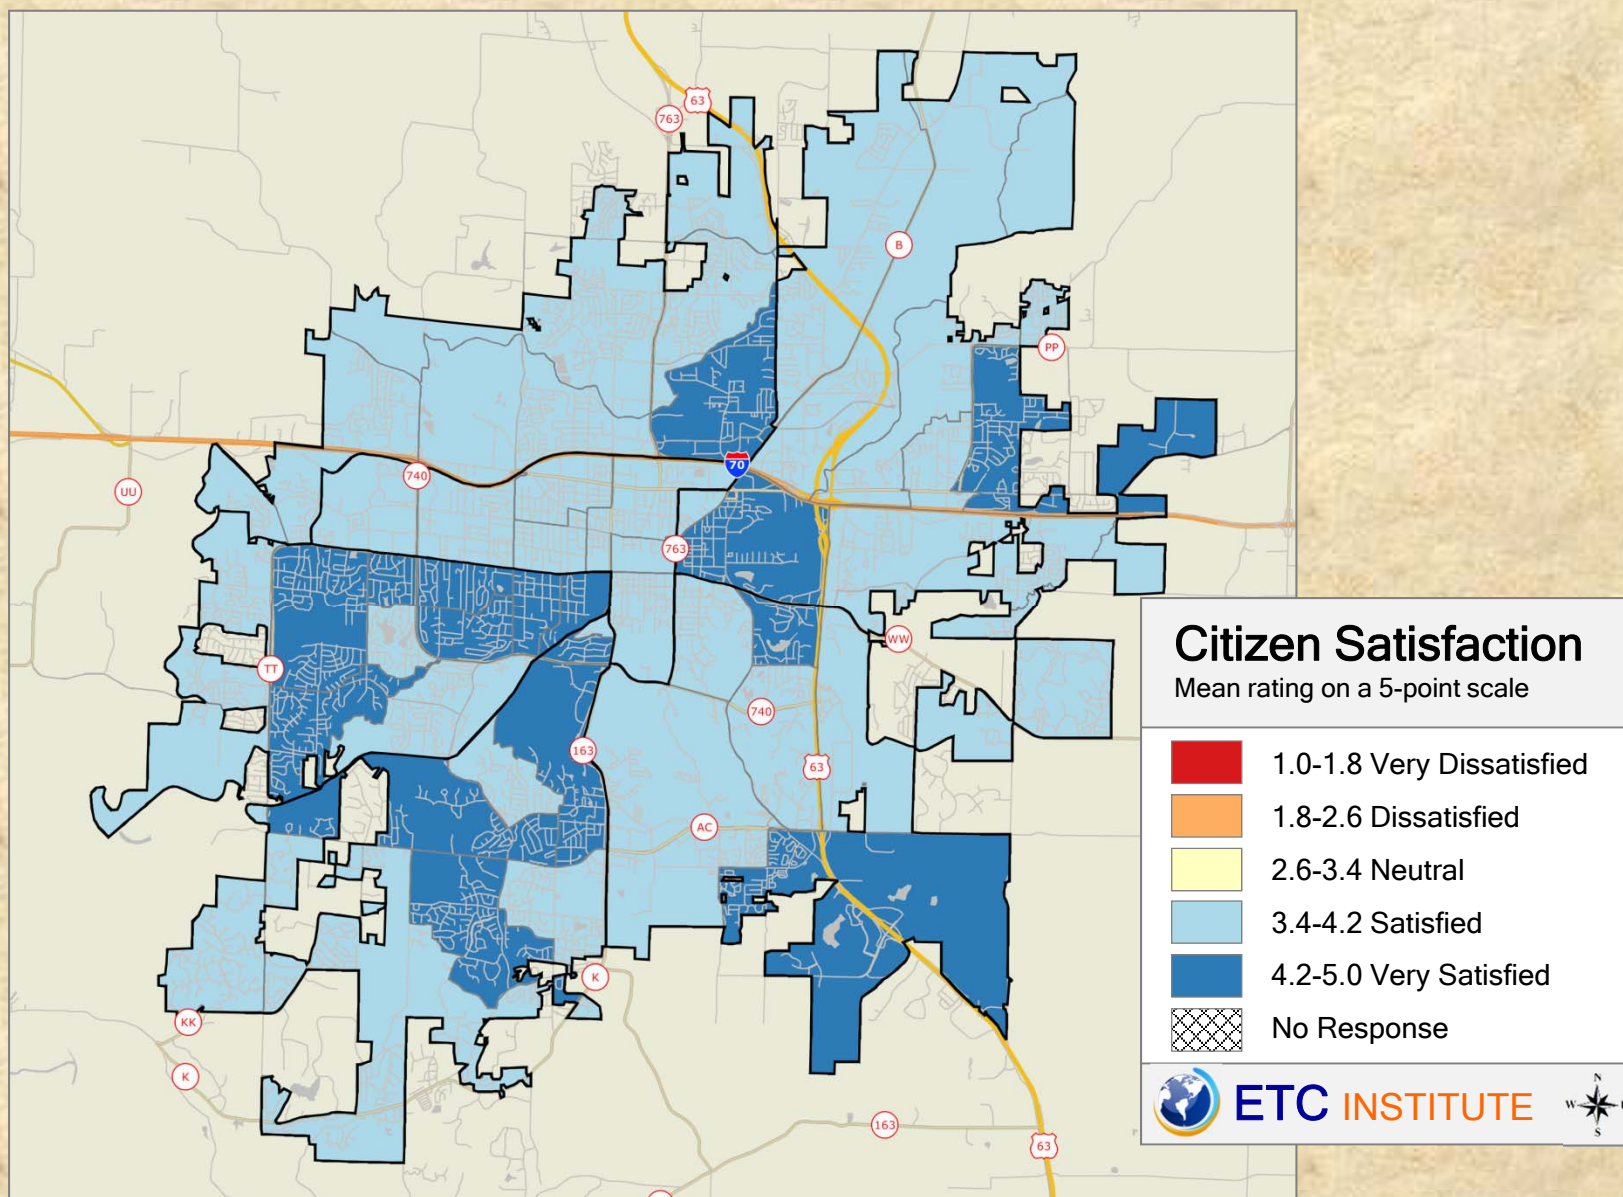 63
763
B
PP
740
70
UU
763
WW
TT
740
163
63
AC
K
KK
K
163
63
Citizen Satisfaction
Mean rating on a 5-point scale
1.0-1.8 Very Dissatisfied
1.8-2.6 Dissatisfied
2.6-3.4 Neutral
3.4-4.2 Satisfied
4.2-5.0 Very Satisfied
No Response
ETC INSTITUTE
N
W
S